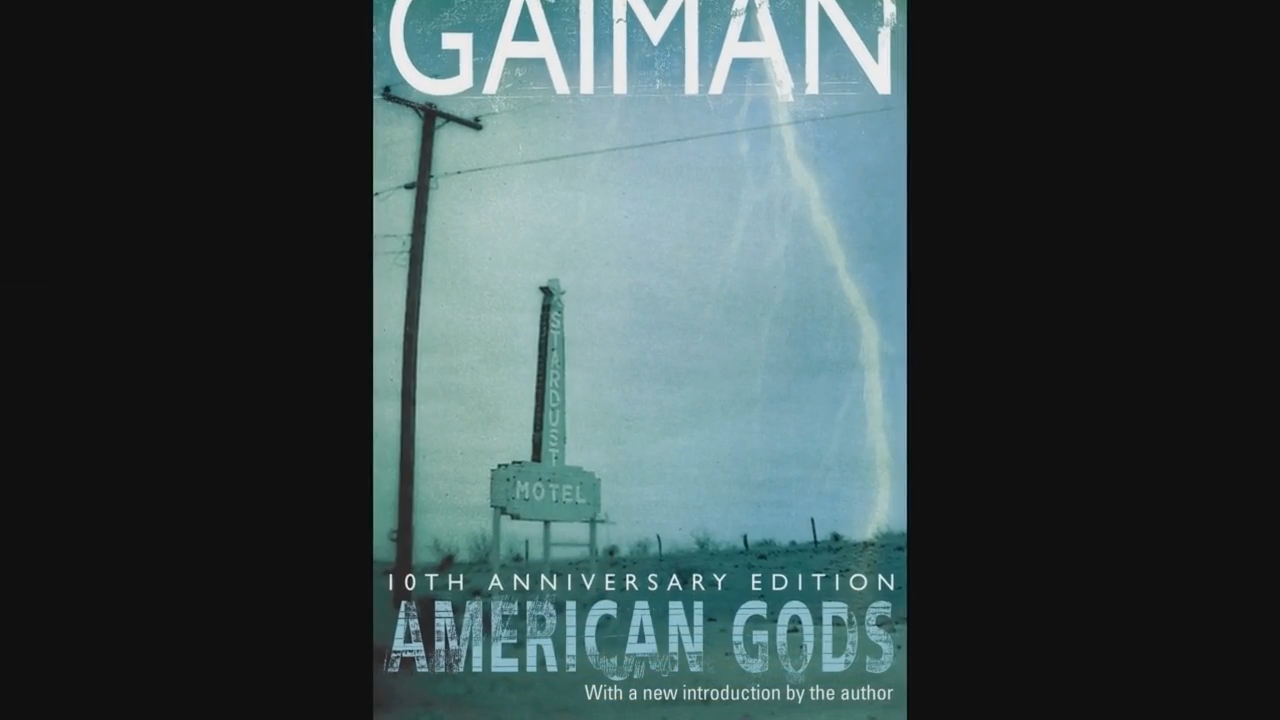 GAIMAN
STARDUST
MOTEL
10TH ANNIVERSARY EDITION
AMERICAN GODS
With a new introduction by the author